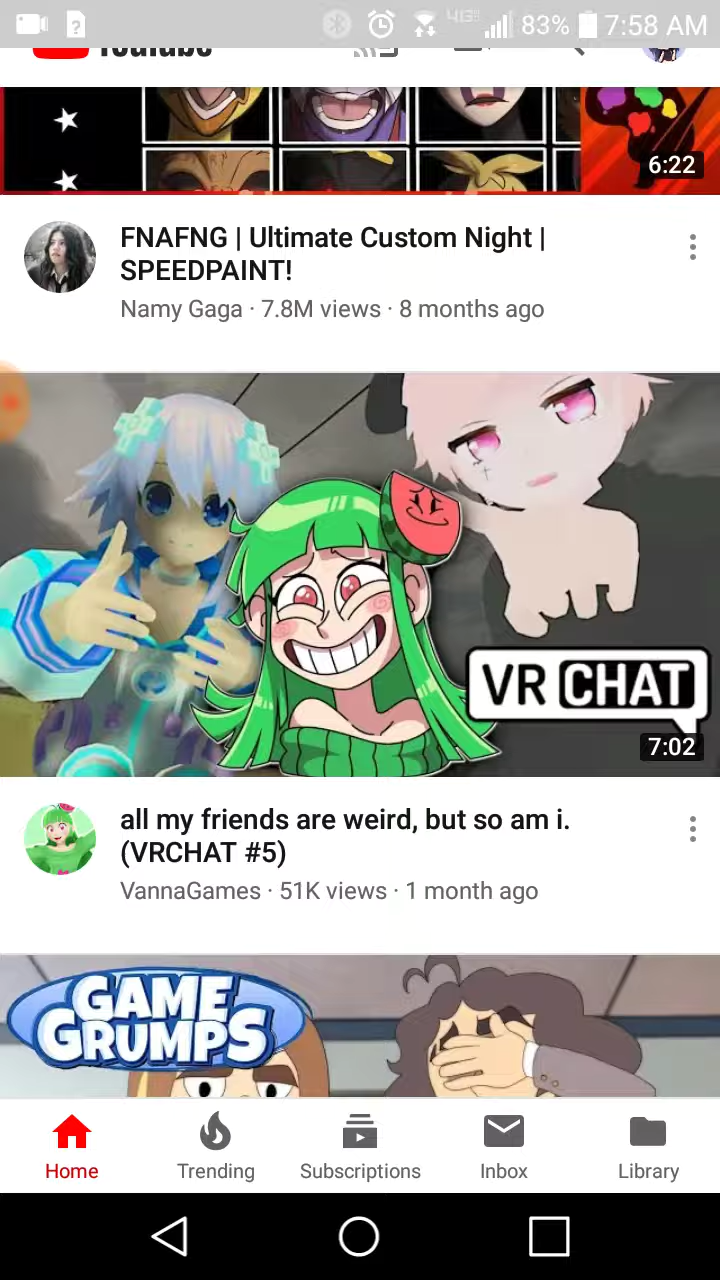 4G 83% 7:58 AM
YouTube
6:22
FNAFNG | Ultimate Custom Night |
SPEEDPAINT!
Namy Gaga · 7.8M views · 8 months ago
VR CHAT
7:02
all my friends are weird, but so am i.
(VRCHAT #5)
VannaGames · 51K views · 1 month ago
GAME
GRUMPS
Home Trending Subscriptions Inbox Library